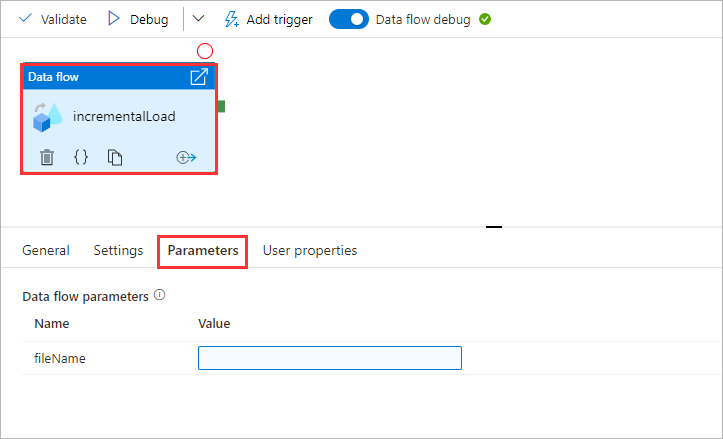 Validate Debug Add trigger Data flow debug
Data flow
incrementalLoad
{}
General Settings Parameters User properties
Data flow parameters
Name Value
fileName